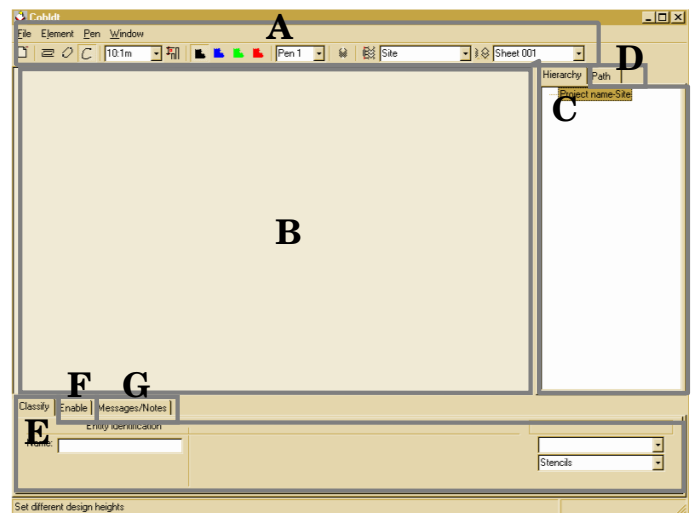 CobIdt
A
File Element Pen Window
10:1m Pen 1 Site Sheet 001
D
Hierarchy Path
Project name-Site
C
B
F G
Classify Enable Messages/Notes
E
Entity Identification
Name:
Stencils
Set different design heights